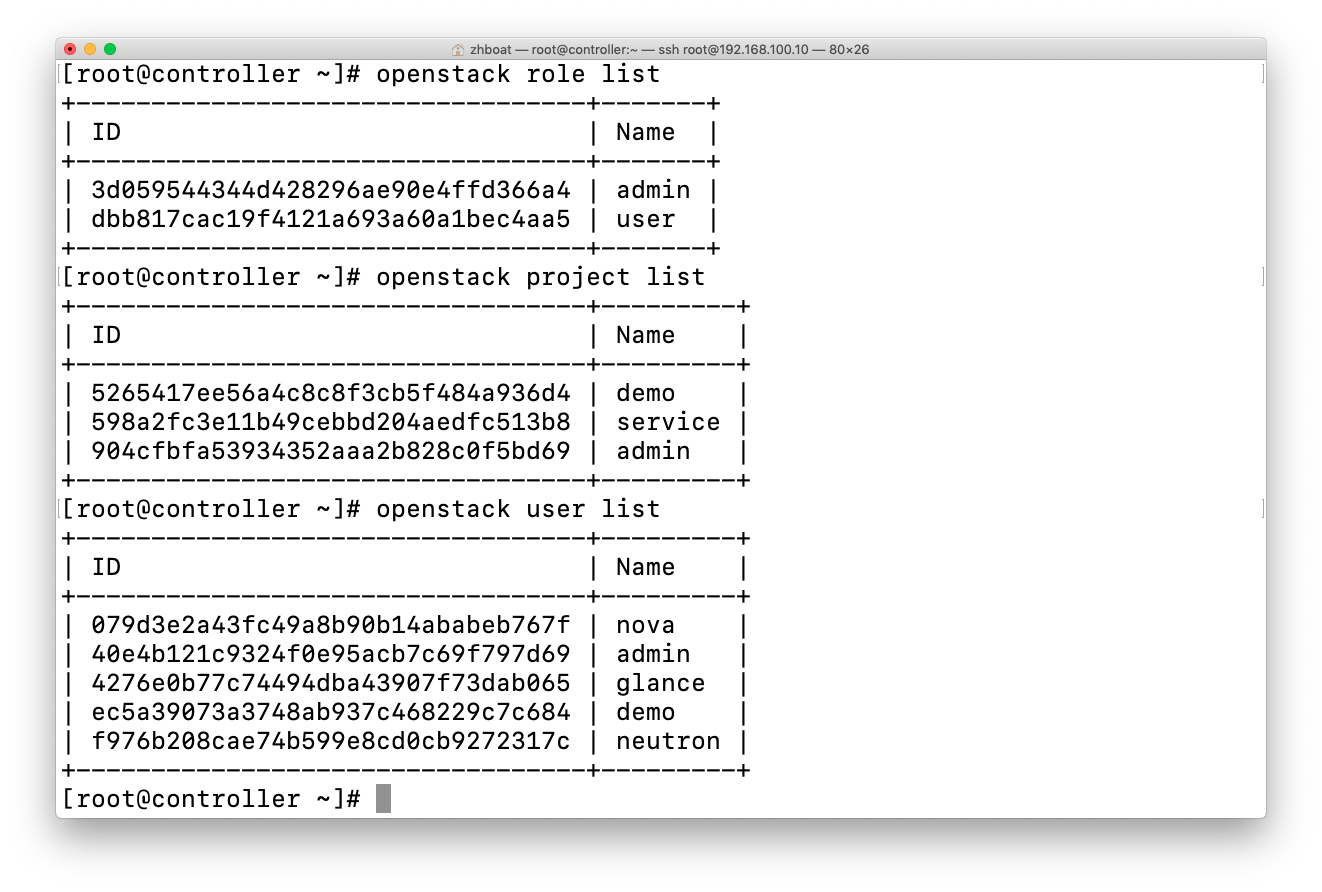 zhboat — root@controller:~ — ssh root@192.168.100.10 — 80×26
[root@controller ~]# openstack role list
+----------------------------------+-------+
| ID                               | Name  |
+----------------------------------+-------+
| 3d059544344d428296ae90e4ffd366a4 | admin |
| dbb817cac19f4121a693a60a1bec4aa5 | user  |
+----------------------------------+-------+
[root@controller ~]# openstack project list
+----------------------------------+---------+
| ID                               | Name    |
+----------------------------------+---------+
| 5265417ee56a4c8c8f3cb5f484a936d4 | demo    |
| 598a2fc3e11b49cebbd204aedfc513b8 | service |
| 904cfbfa53934352aaa2b828c0f5bd69 | admin   |
+----------------------------------+---------+
[root@controller ~]# openstack user list
+----------------------------------+---------+
| ID                               | Name    |
+----------------------------------+---------+
| 079d3e2a43fc49a8b90b14ababeb767f | nova    |
| 40e4b121c9324f0e95acb7c69f797d69 | admin   |
| 4276e0b77c74494dba43907f73dab065 | glance  |
| ec5a39073a3748ab937c468229c7c684 | demo    |
| f976b208cae74b599e8cd0cb9272317c | neutron |
+----------------------------------+---------+
[root@controller ~]#